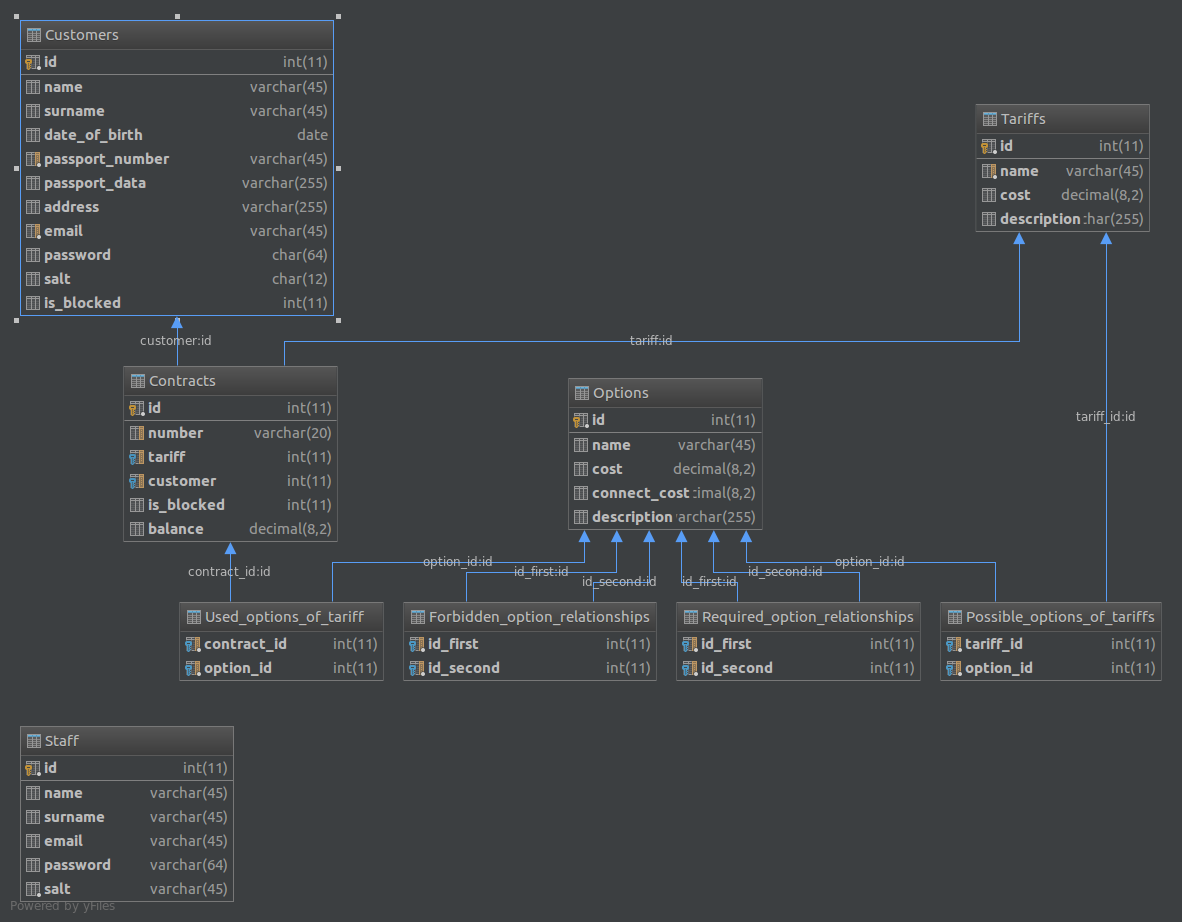 Customers
id int(11)
name varchar(45)
surname varchar(45)
date_of_birth date
passport_number varchar(45)
passport_data varchar(255)
address varchar(255)
email varchar(45)
password char(64)
salt char(12)
is_blocked int(11)
Tariffs
id int(11)
name varchar(45)
cost decimal(8,2)
description :har(255)
customer:id
tariff:id
Contracts
id int(11)
number varchar(20)
tariff int(11)
customer int(11)
is_blocked int(11)
balance decimal(8,2)
Options
id int(11)
name varchar(45)
cost decimal(8,2)
connect_cost :imal(8,2)
description varchar(255)
tariff_id:id
contract_id:id
option_id:id
id_first:id
id_second:id
id_first:id
id_second:id
option_id:id
Used_options_of_tariff
contract_id int(11)
option_id int(11)
Forbidden_option_relationships
id_first int(11)
id_second int(11)
Required_option_relationships
id_first int(11)
id_second int(11)
Possible_options_of_tariffs
tariff_id int(11)
option_id int(11)
Staff
id int(11)
name varchar(45)
surname varchar(45)
email varchar(45)
password varchar(64)
salt varchar(45)
Powered by yFiles